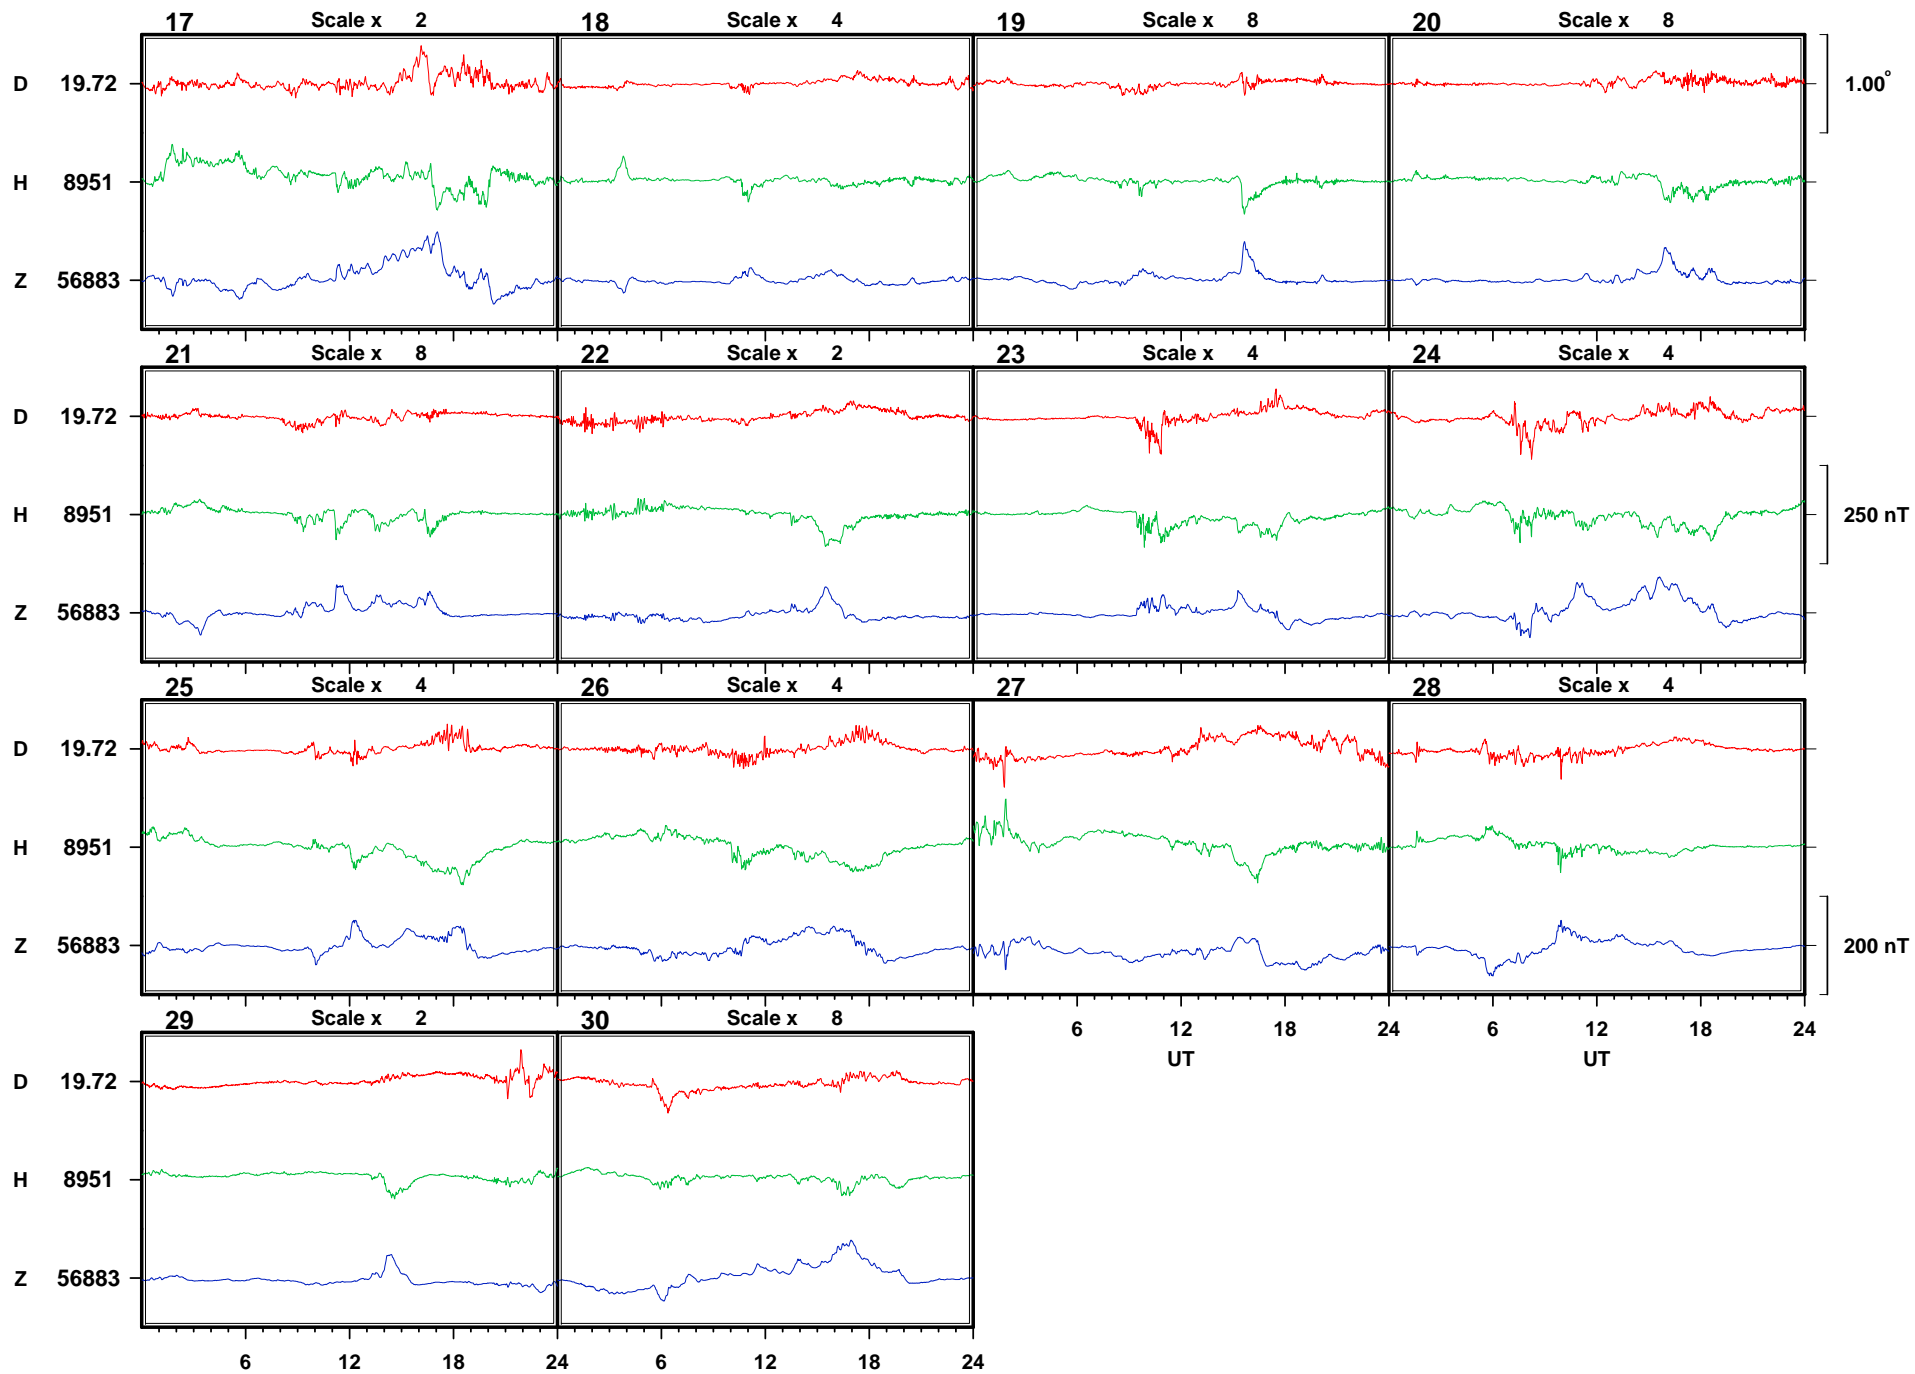 17 Scale x 2 18 Scale x 4 19 Scale x 8 20 Scale x 8
D 19.72 1.00°
H 8951
Z 56883
21 Scale x 8 22 Scale x 2 23 Scale x 4 24 Scale x 4
D 19.72
H 8951 250 nT
Z 56883
25 Scale x 4 26 Scale x 4 27 28 Scale x 4
D 19.72
H 8951
Z 56883 200 nT
29 Scale x 2 30 Scale x 8 6 12 18 24 6 12 18 24
UT UT
D 19.72
H 8951
Z 56883
6 12 18 24 6 12 18 24